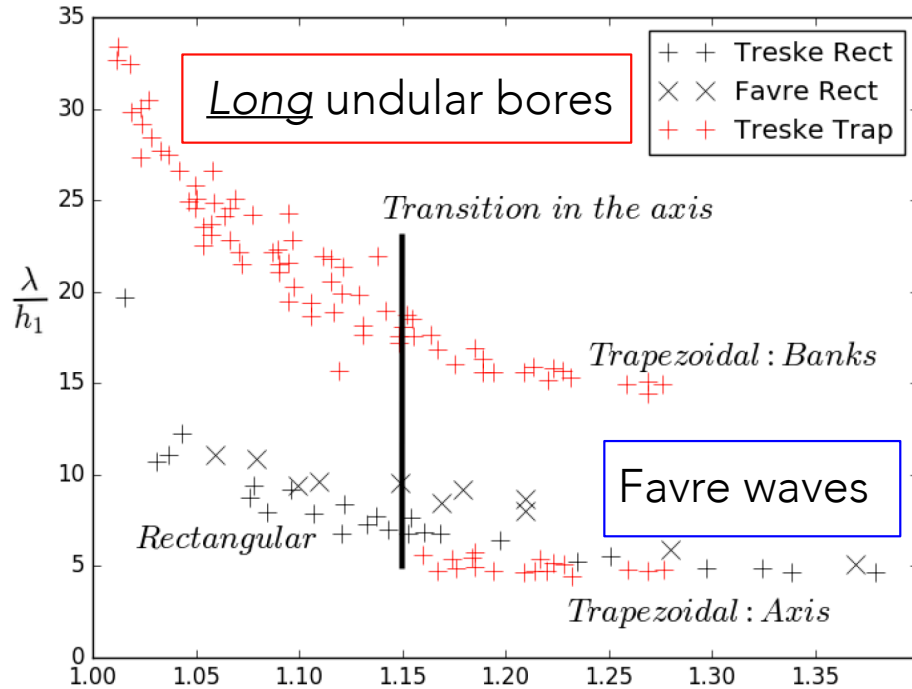 35
30
25
20
15
10
5
0
λ
h₁
Long undular bores
Treske Rect
Favre Rect
Treske Trap
Transition in the axis
Trapezoidal : Banks
Favre waves
Rectangular
Trapezoidal : Axis
1.00 1.05 1.10 1.15 1.20 1.25 1.30 1.35